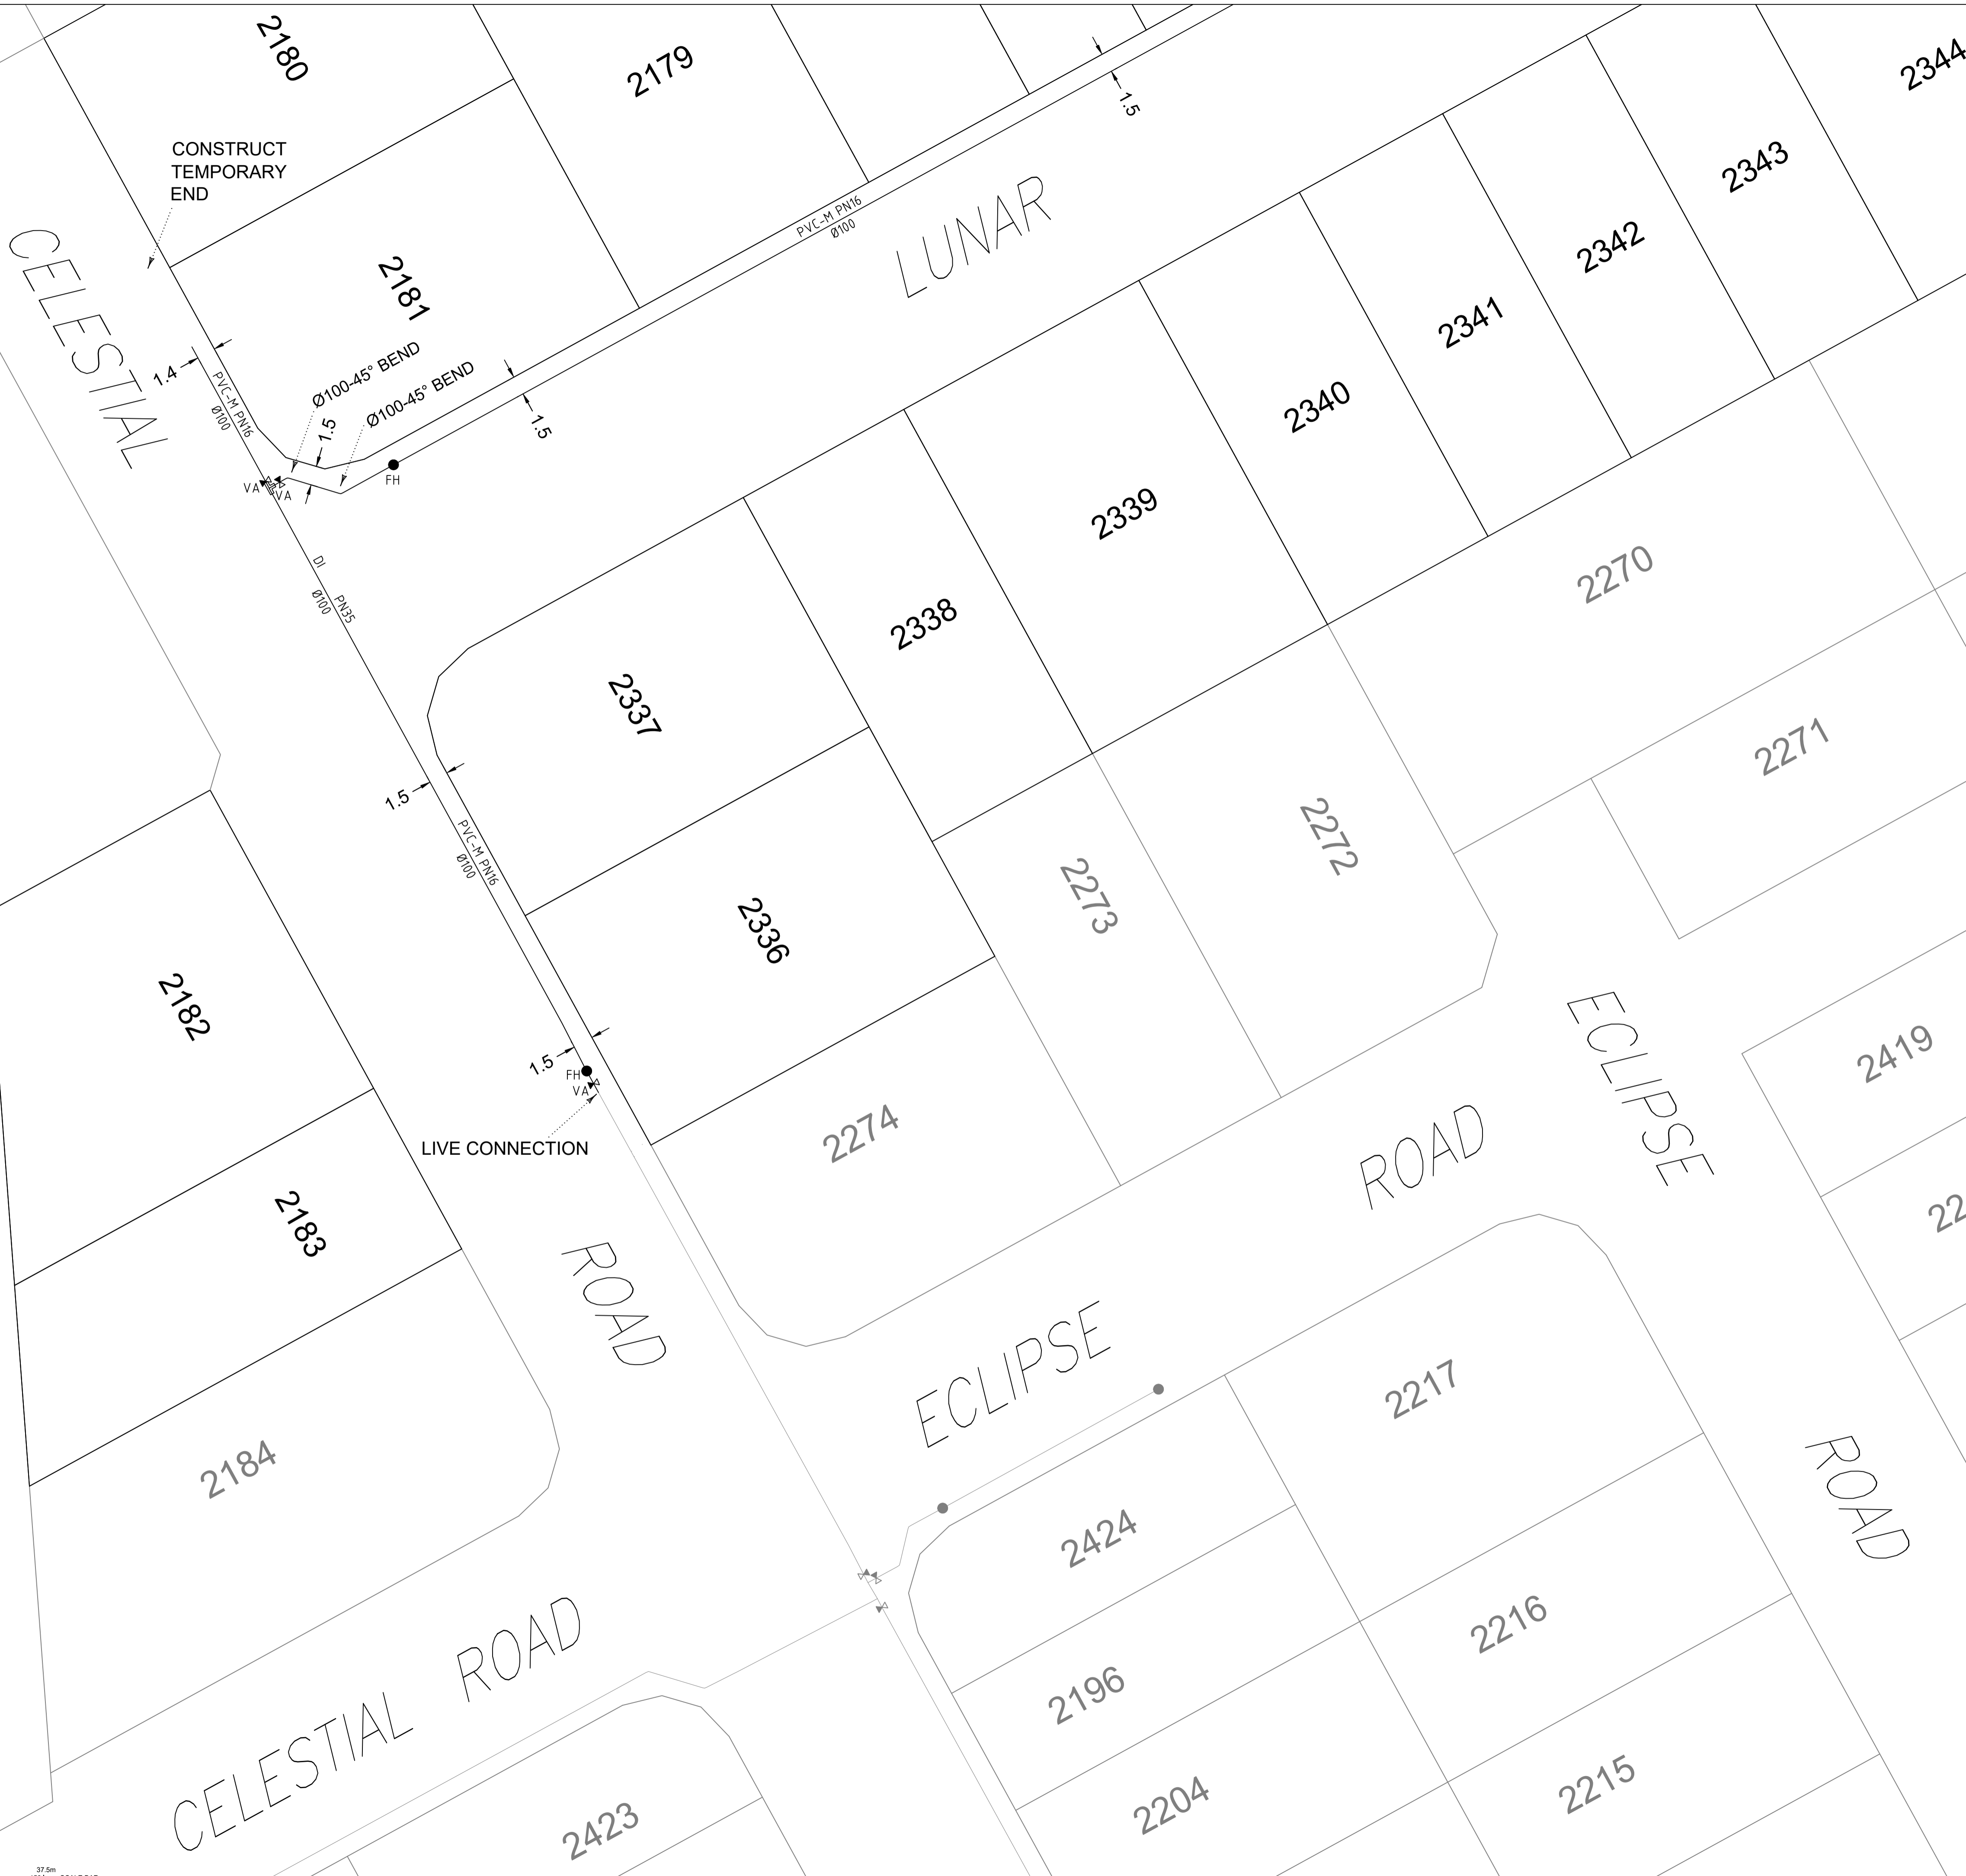 2180
2179
2344
2343
2342
2341
2340
2339
2338
2337
2336
CONSTRUCT
TEMPORARY
END
2181
CELESTIAL
LUNAR
1.5
PVC-M PN16
Ø100
1.4
PVC-M PN16
Ø100
Ø100-45° BEND
Ø100-45° BEND
1.5
1.5
FH
VA
VA
DI PN35
Ø100
2270
2271
1.5
PVC-M PN16
Ø100
2272
2273
2182
1.5
FH
VA
LIVE CONNECTION
2274
2183
ROAD
ECLIPSE
ROAD
2419
ECLIPSE
ROAD
22
2184
2217
2424
2196
2216
2204
2215
CELESTIAL ROAD
2423
37.5m